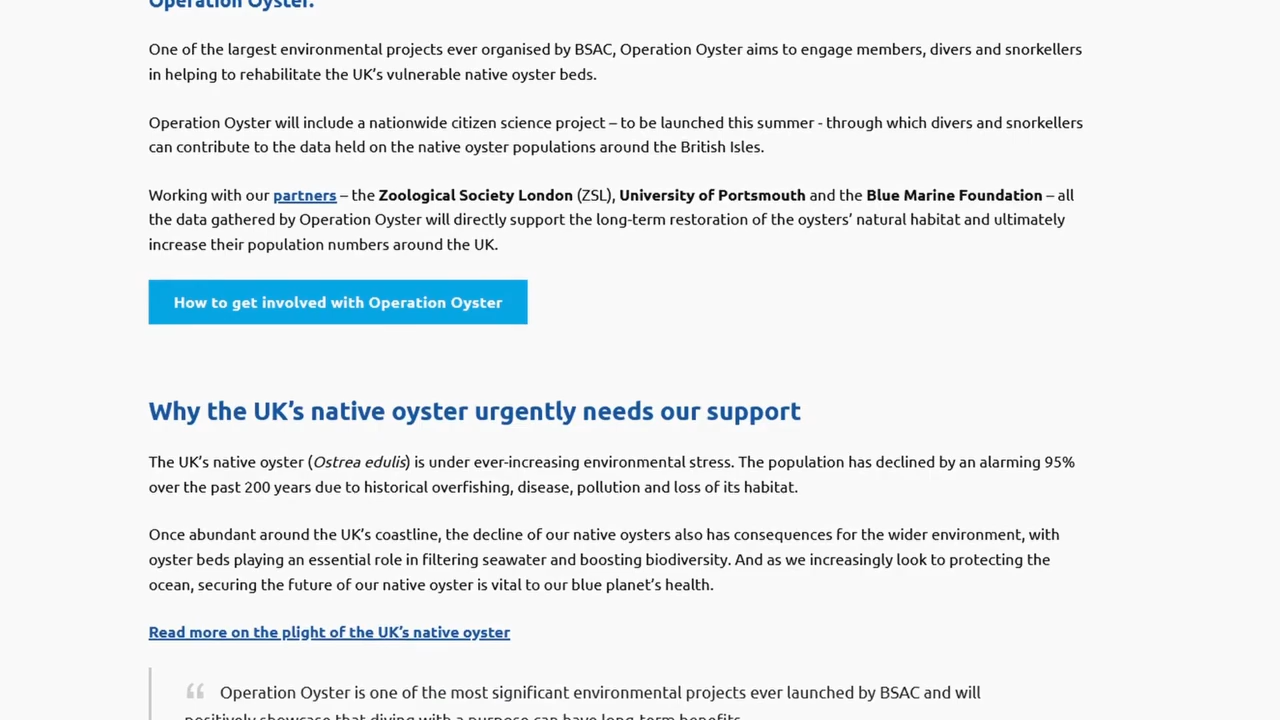 Operation Oyster.
One of the largest environmental projects ever organised by BSAC, Operation Oyster aims to engage members, divers and snorkellers
in helping to rehabilitate the UK’s vulnerable native oyster beds.
Operation Oyster will include a nationwide citizen science project – to be launched this summer - through which divers and snorkellers
can contribute to the data held on the native oyster populations around the British Isles.
Working with our partners – the Zoological Society London (ZSL), University of Portsmouth and the Blue Marine Foundation – all
the data gathered by Operation Oyster will directly support the long-term restoration of the oysters’ natural habitat and ultimately
increase their population numbers around the UK.
How to get involved with Operation Oyster
Why the UK’s native oyster urgently needs our support
The UK’s native oyster (Ostrea edulis) is under ever-increasing environmental stress. The population has declined by an alarming 95%
over the past 200 years due to historical overfishing, disease, pollution and loss of its habitat.
Once abundant around the UK’s coastline, the decline of our native oysters also has consequences for the wider environment, with
oyster beds playing an essential role in filtering seawater and boosting biodiversity. And as we increasingly look to protecting the
ocean, securing the future of our native oyster is vital to our blue planet’s health.
Read more on the plight of the UK’s native oyster
“ Operation Oyster is one of the most significant environmental projects ever launched by BSAC and will
positively showcase that diving with a purpose can have long-term benefits